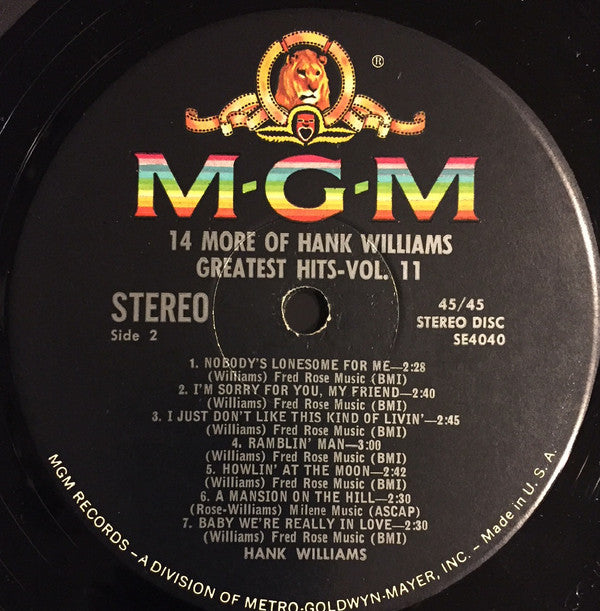 ®
M-G-M
14 MORE OF HANK WILLIAMS
GREATEST HITS-VOL. 11
STEREO
Side 2
45/45
STEREO DISC
SE4040
1. NOBODY'S LONESOME FOR ME—2:28
(Williams) Fred Rose Music (BMI)
2. I'M SORRY FOR YOU, MY FRIEND—2:40
(Williams) Fred Rose Music (BMI)
3. I JUST DON'T LIKE THIS KIND OF LIVIN'—2:45
(Williams) Fred Rose Music (BMI)
4. RAMBLIN' MAN—3:00
(Williams) Fred Rose Music (BMI)
5. HOWLIN' AT THE MOON—2:42
(Williams) Fred Rose Music (BMI)
6. A MANSION ON THE HILL—2:30
(Rose-Williams) Milene Music (ASCAP)
7. BABY WE'RE REALLY IN LOVE—2:30
(Williams) Fred Rose Music (BMI)
HANK WILLIAMS
MGM RECORDS – A DIVISION OF METRO-GOLDWYN-MAYER, INC. – Made in U. S. A.